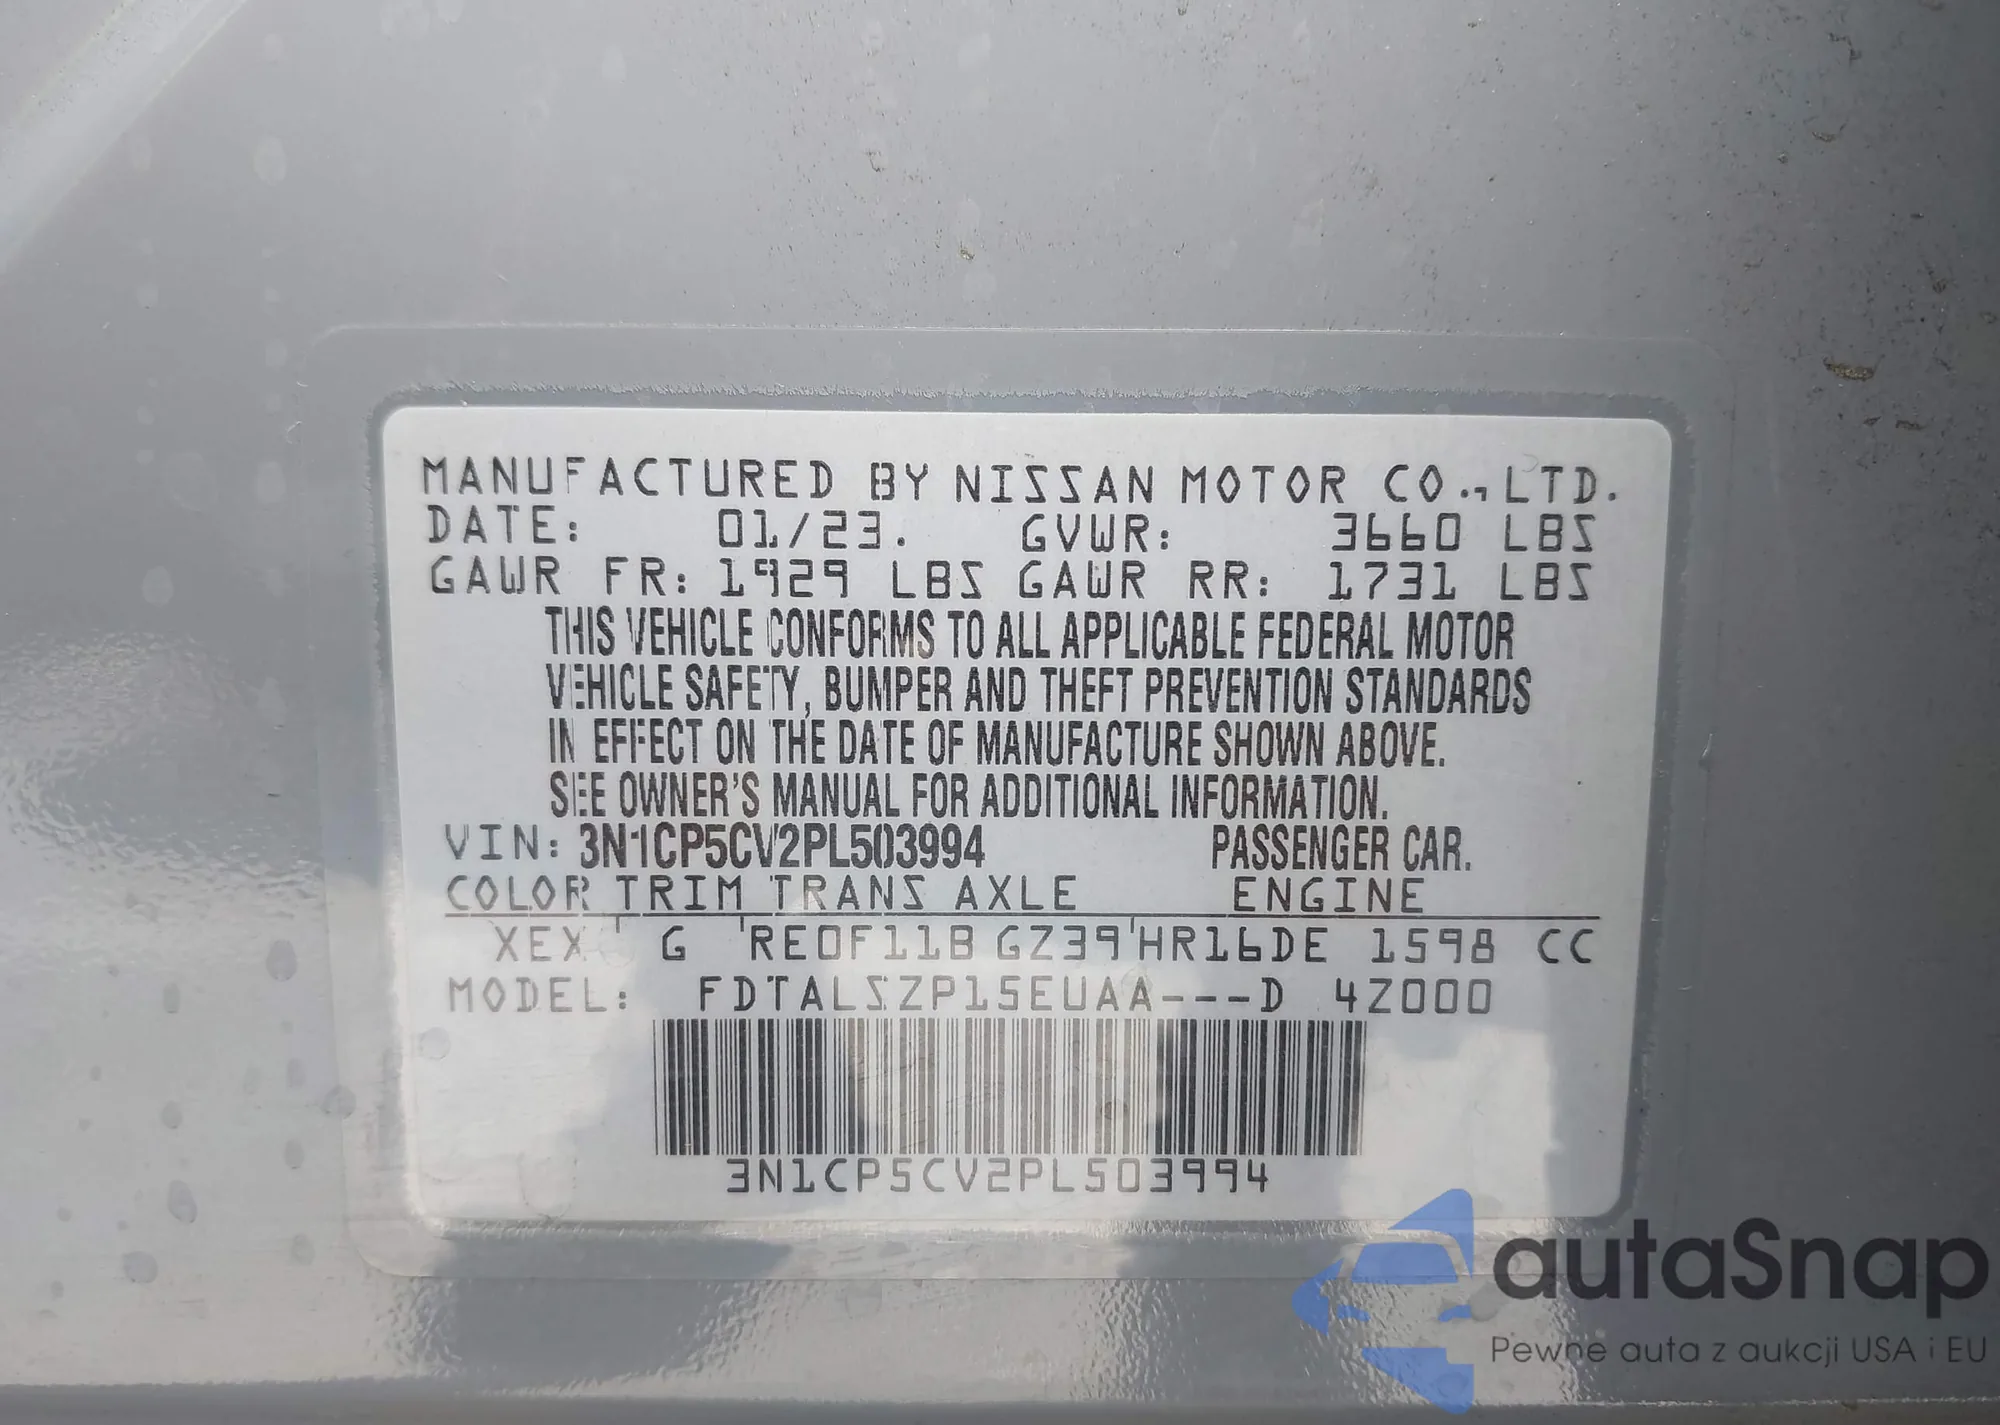 MANUFACTURED BY NISSAN MOTOR CO., LTD.
DATE: 01/23. GVWR: 3660 LBS
GAWR FR: 1929 LBS GAWR RR: 1731 LBS
THIS VEHICLE CONFORMS TO ALL APPLICABLE FEDERAL MOTOR
VEHICLE SAFETY, BUMPER AND THEFT PREVENTION STANDARDS
IN EFFECT ON THE DATE OF MANUFACTURE SHOWN ABOVE.
SEE OWNER'S MANUAL FOR ADDITIONAL INFORMATION.
VIN: 3N1CP5CV2PL503994 PASSENGER CAR.
COLOR TRIM TRANS AXLE ENGINE
XEX G RE0F11B GZ39 HR16DE 1598 CC
MODEL: FDTALSZP15EUAA---D 4Z000
3N1CP5CV2PL503994
autaSnap
Pewne auta z aukcji USA i EU